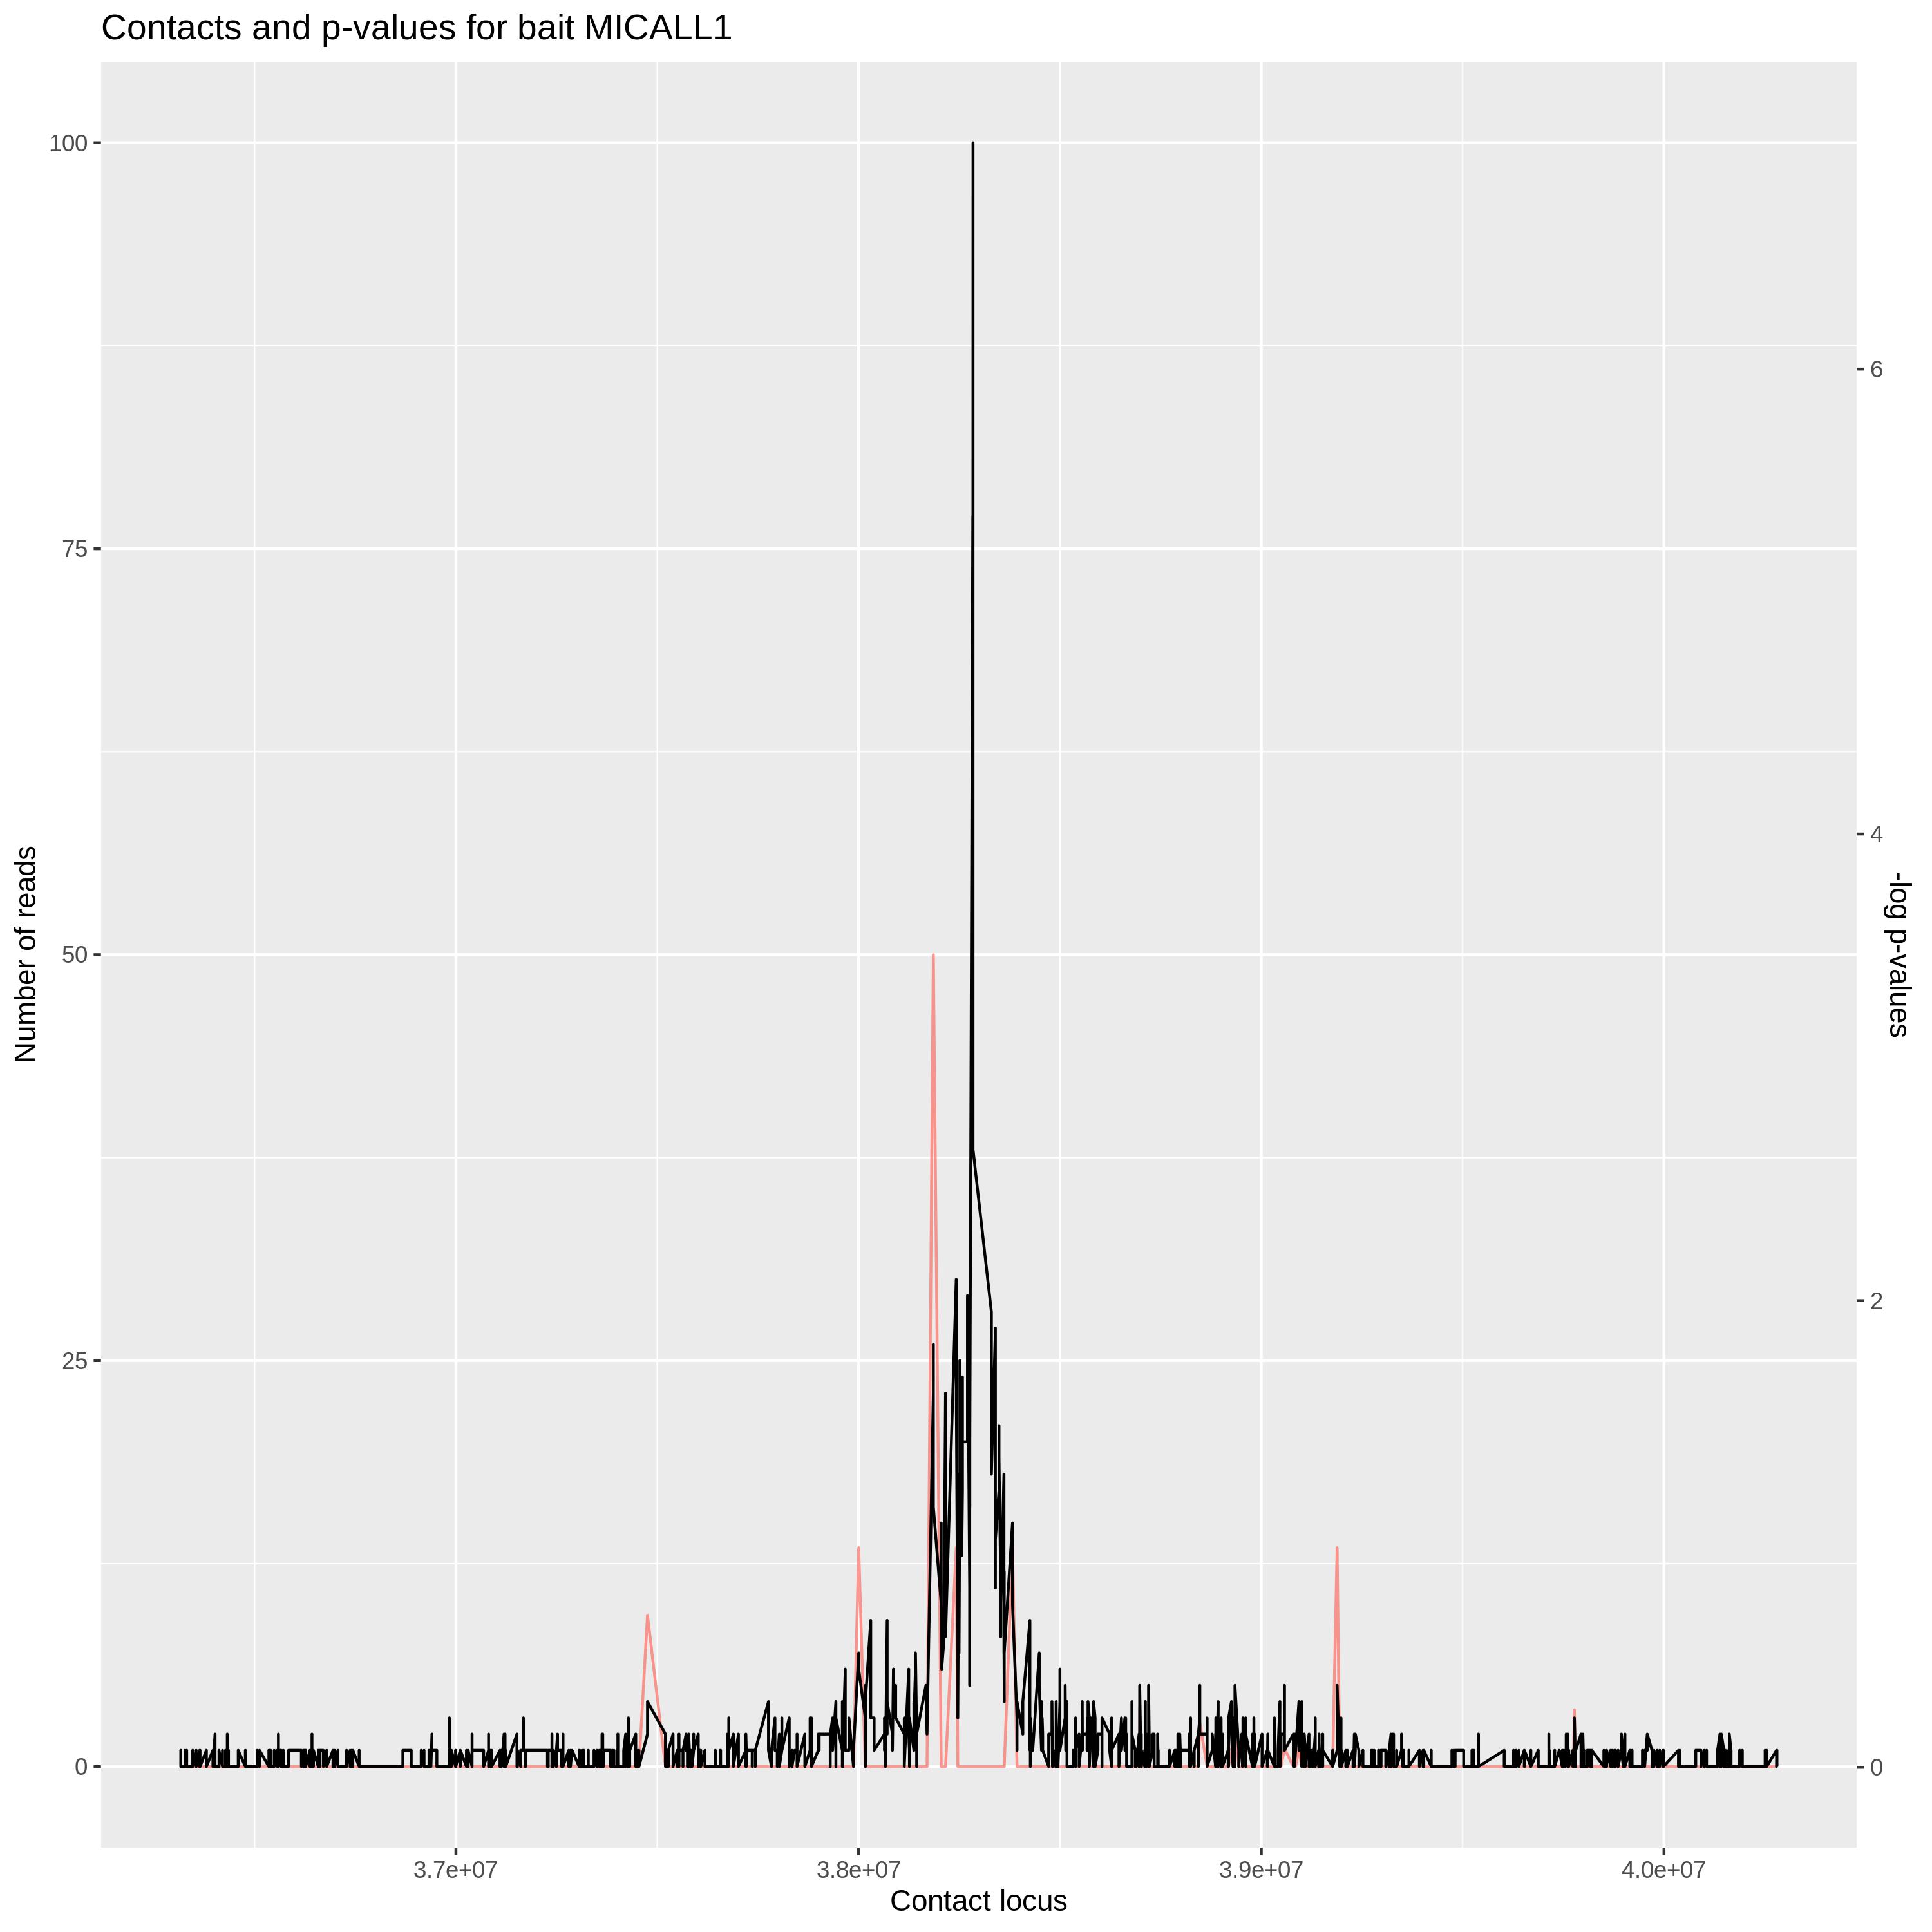 Contacts and p-values for bait MICALL1
100
75
50
25
0
Number of reads
6
4
2
0
-log p-values
3.7e+07
3.8e+07
3.9e+07
4.0e+07
Contact locus